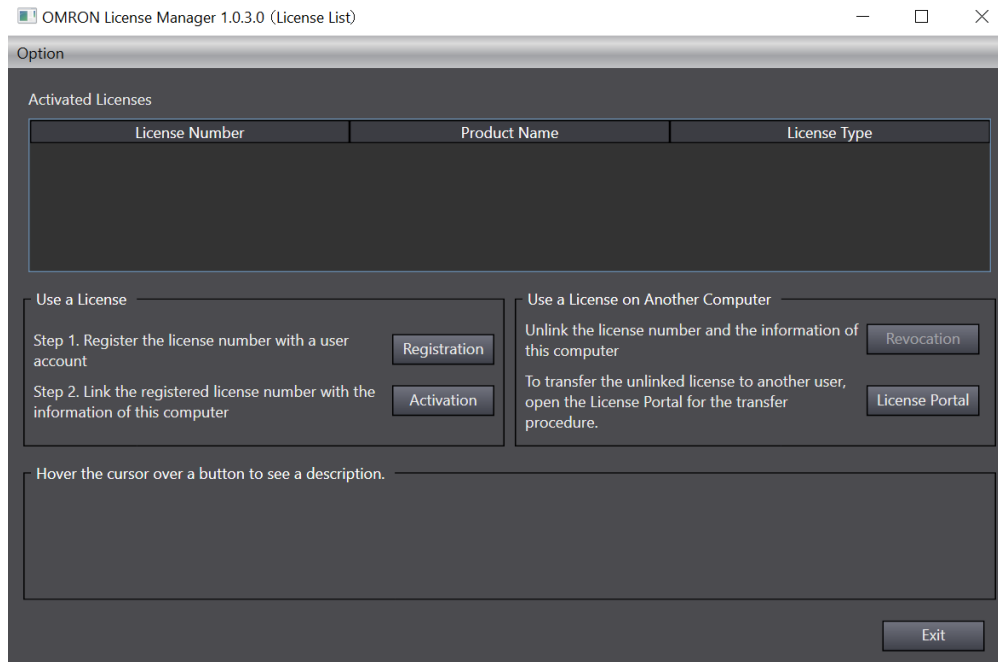 OMRON License Manager 1.0.3.0 (License List)
Option
Activated Licenses
License Number Product Name License Type
Use a License
Step 1. Register the license number with a user
account
Registration
Step 2. Link the registered license number with the
information of this computer
Activation
Use a License on Another Computer
Unlink the license number and the information of
this computer
Revocation
To transfer the unlinked license to another user,
open the License Portal for the transfer
procedure.
License Portal
Hover the cursor over a button to see a description.
Exit